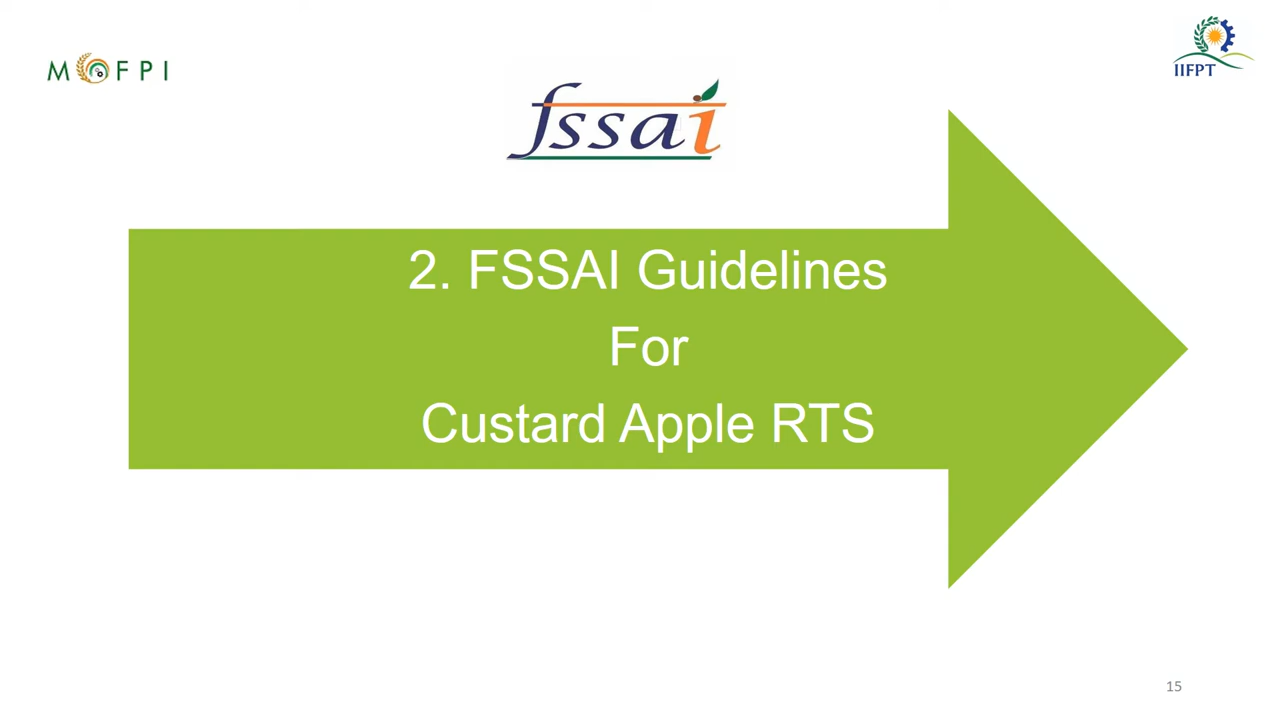 MOFPI
IIFPT
fssai
2. FSSAI Guidelines
For
Custard Apple RTS
15